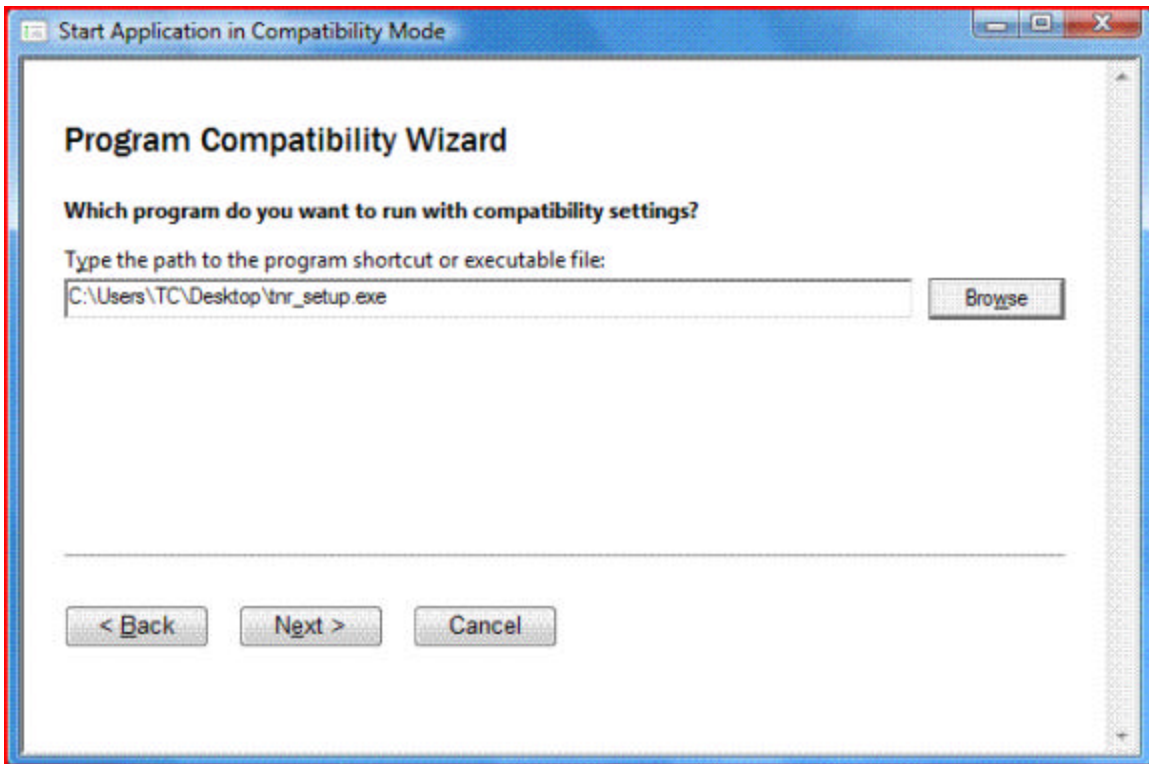 Start Application in Compatibility Mode
Program Compatibility Wizard
Which program do you want to run with compatibility settings?
Type the path to the program shortcut or executable file:
C:\Users\TC\Desktop\tnr_setup.exe
Browse
< Back
Next >
Cancel